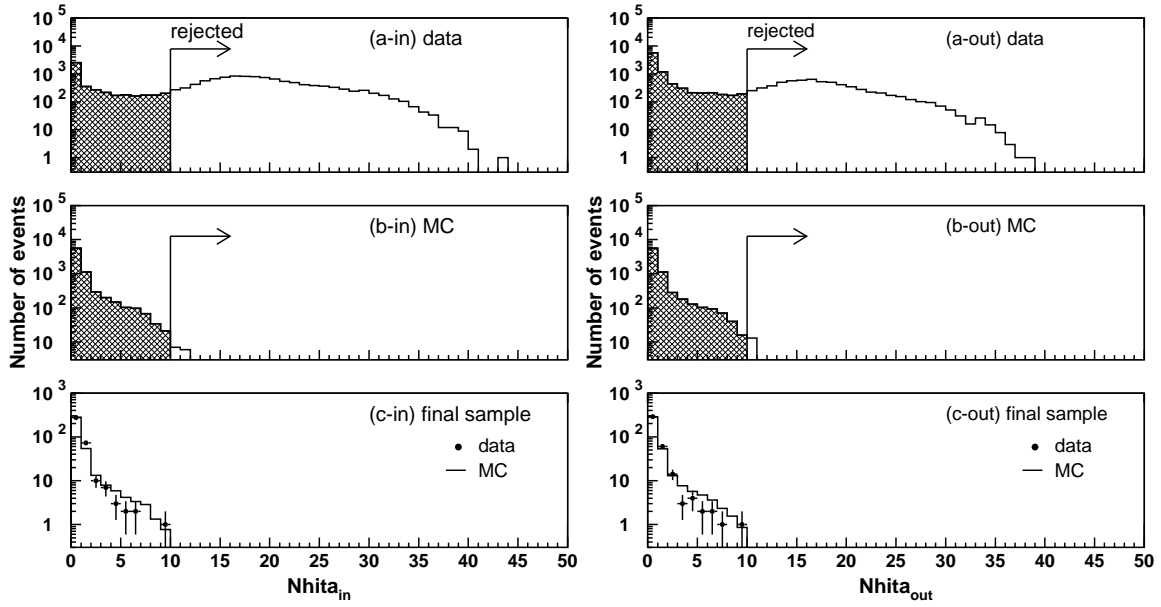 Number of events
10^5
10^4
10^3
10^2
10
1
rejected
(a-in) data
10^5
10^4
10^3
10^2
10
(b-in) MC
10^3
10^2
10
1
(c-in) final sample
data
MC
0 5 10 15 20 25 30 35 40 45 50
Nhita_in
Number of events
10^5
10^4
10^3
10^2
10
1
rejected
(a-out) data
10^5
10^4
10^3
10^2
10
(b-out) MC
10^3
10^2
10
1
(c-out) final sample
data
MC
0 5 10 15 20 25 30 35 40 45 50
Nhita_out